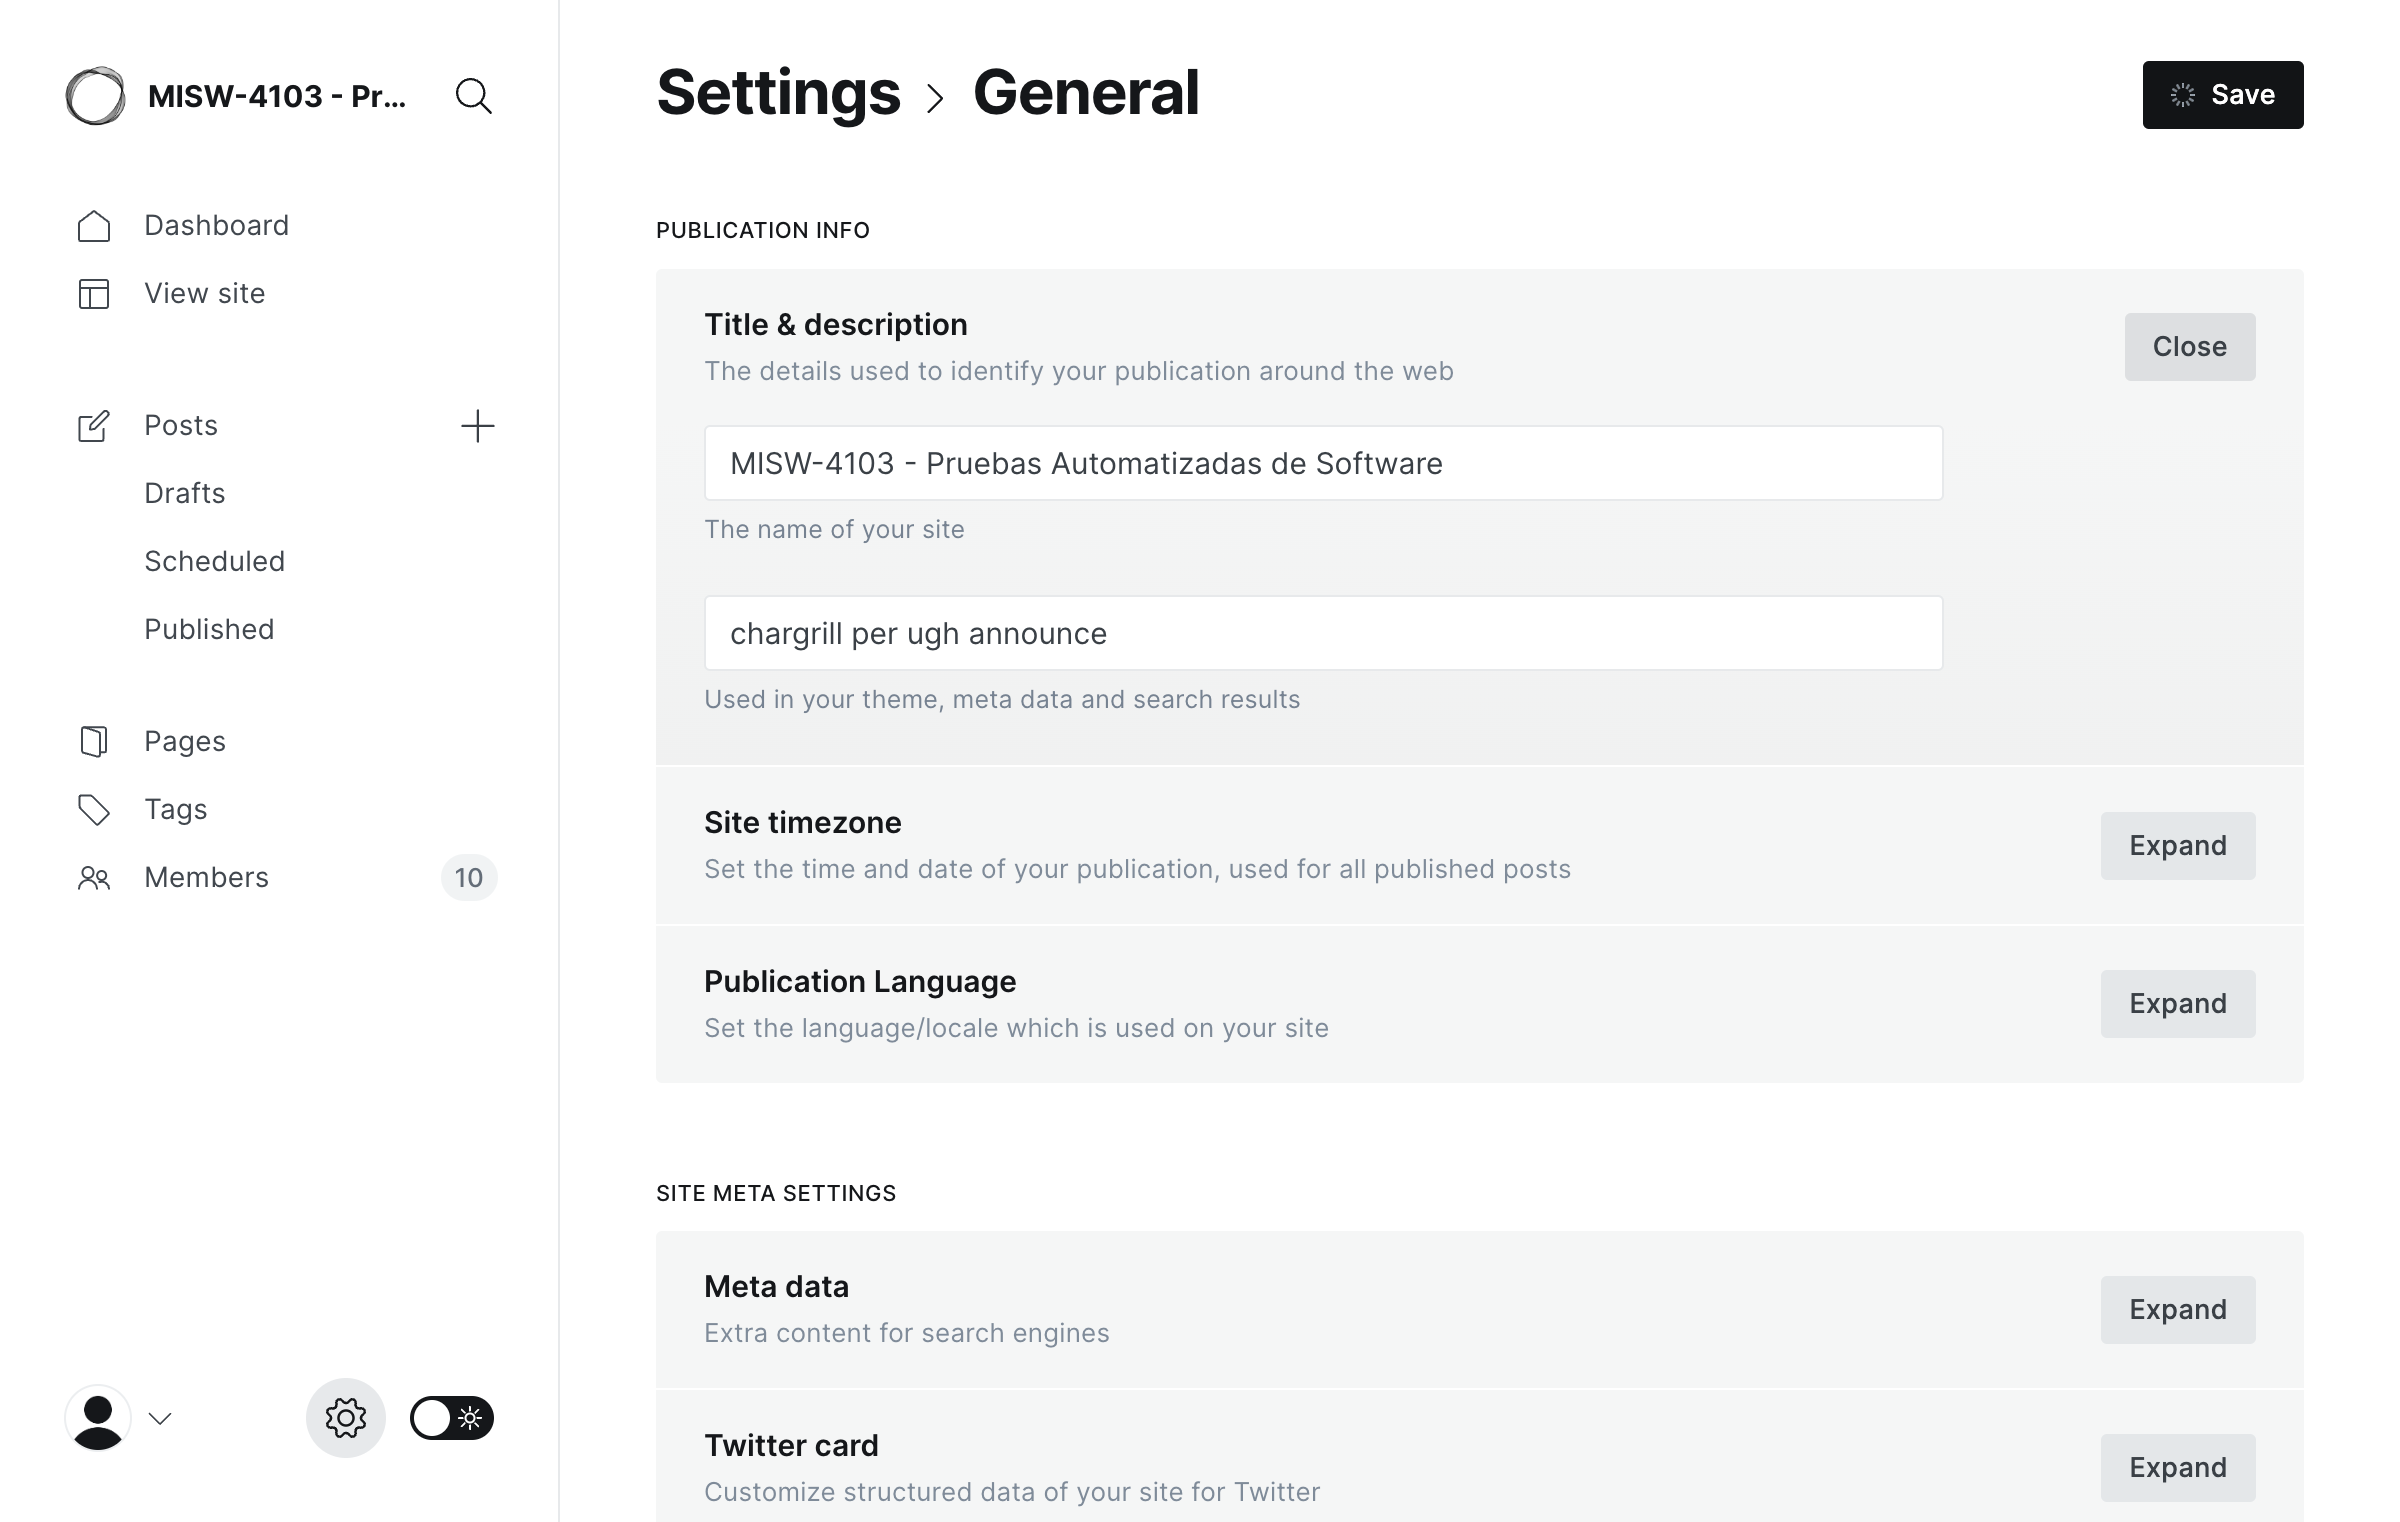 MISW-4103 - Pr...
Dashboard
View site
Posts
Drafts
Scheduled
Published
Pages
Tags
Members 10
Settings > General
Save
PUBLICATION INFO
Title & description
The details used to identify your publication around the web
Close
MISW-4103 - Pruebas Automatizadas de Software
The name of your site
chargrill per ugh announce
Used in your theme, meta data and search results
Site timezone
Set the time and date of your publication, used for all published posts
Expand
Publication Language
Set the language/locale which is used on your site
Expand
SITE META SETTINGS
Meta data
Extra content for search engines
Expand
Twitter card
Customize structured data of your site for Twitter
Expand